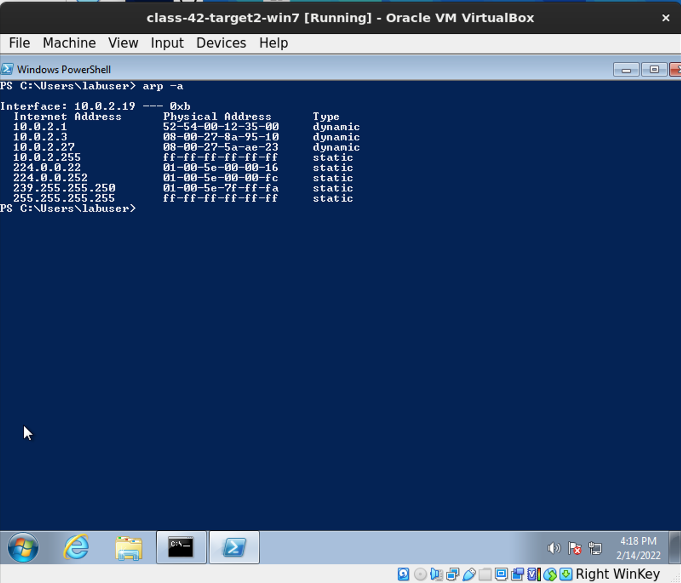 class-42-target2-win7 [Running] - Oracle VM VirtualBox
File Machine View Input Devices Help
Windows PowerShell
PS C:\Users\labuser> arp -a
Interface: 10.0.2.19 --- 0xb
Internet Address Physical Address Type
10.0.2.1 52-54-00-12-35-00 dynamic
10.0.2.3 08-00-27-8a-95-10 dynamic
10.0.2.27 08-00-27-5a-ae-23 dynamic
10.0.2.255 ff-ff-ff-ff-ff-ff static
224.0.0.22 01-00-5e-00-00-16 static
224.0.0.252 01-00-5e-00-00-fc static
239.255.255.250 01-00-5e-7f-ff-fa static
255.255.255.255 ff-ff-ff-ff-ff-ff static
PS C:\Users\labuser>
C:\.
4:18 PM
2/14/2022
Right WinKey